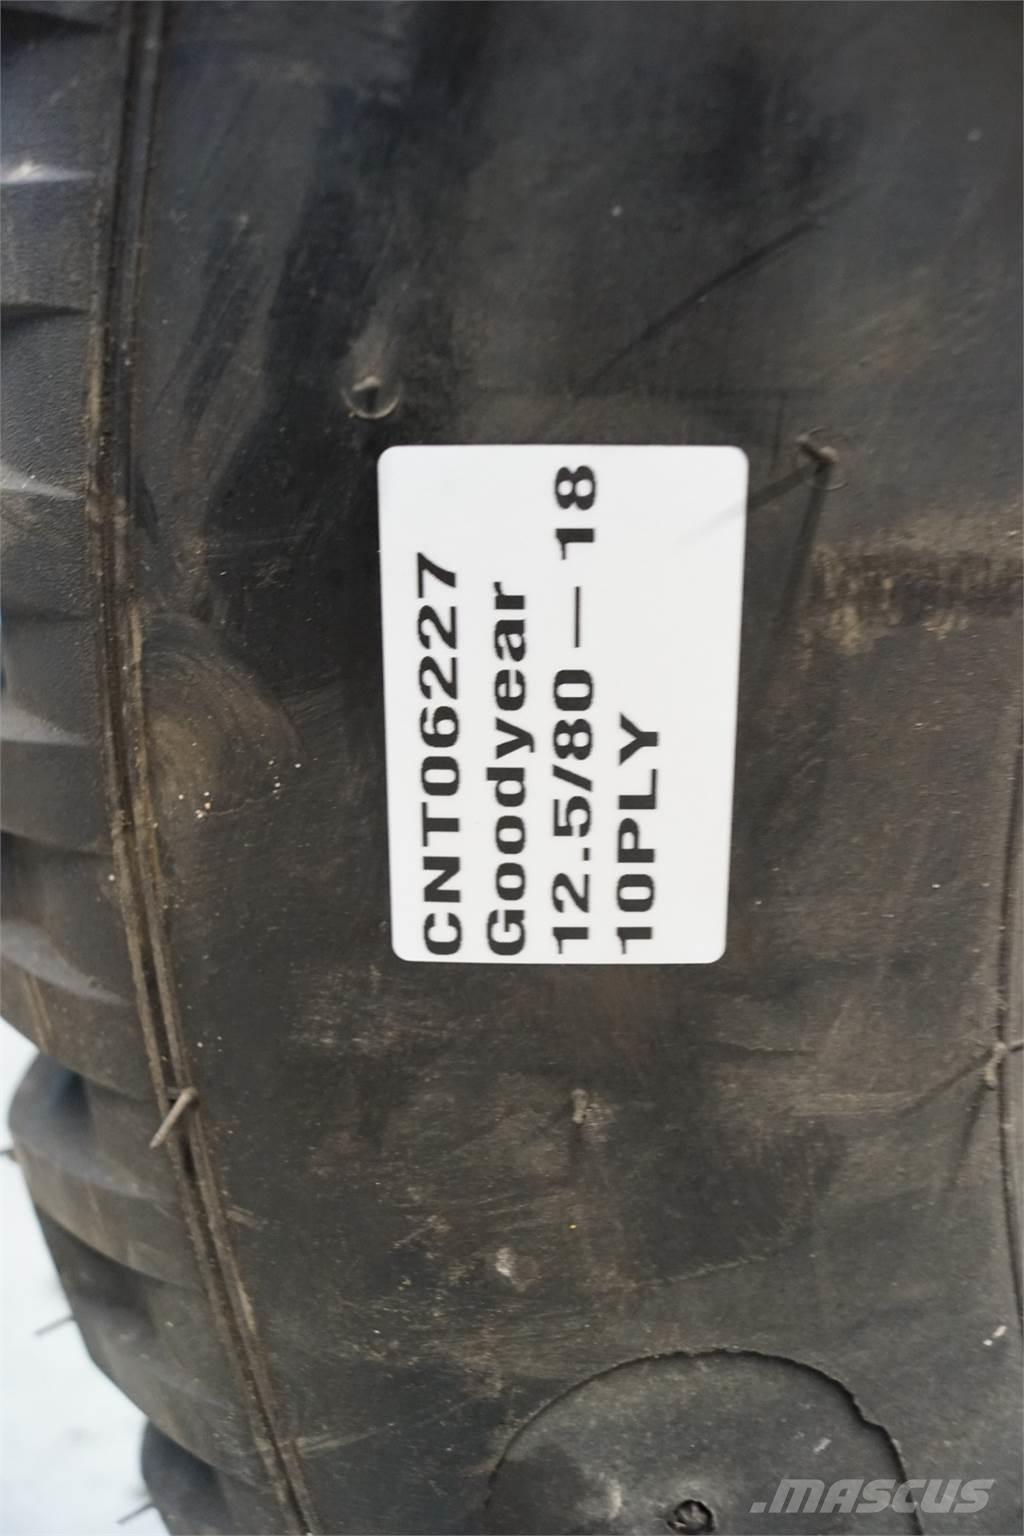 CNT06227
Goodyear
12.5/80 — 18
10PLY
.MASCUS